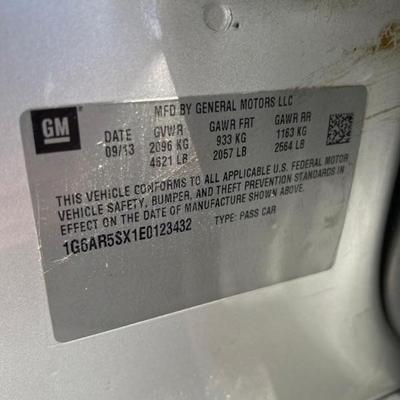 MFD BY GENERAL MOTORS LLC
GM
DATE GVWR GAWR FRT GAWR RR
09/13 2096 KG 933 KG 1163 KG
4621 LB 2057 LB 2564 LB
THIS VEHICLE CONFORMS TO ALL APPLICABLE U.S. FEDERAL MOTOR
VEHICLE SAFETY, BUMPER, AND THEFT PREVENTION STANDARDS IN
EFFECT ON THE DATE OF MANUFACTURE SHOWN ABOVE.
1G6AR5SX1E0123432 TYPE: PASS CAR